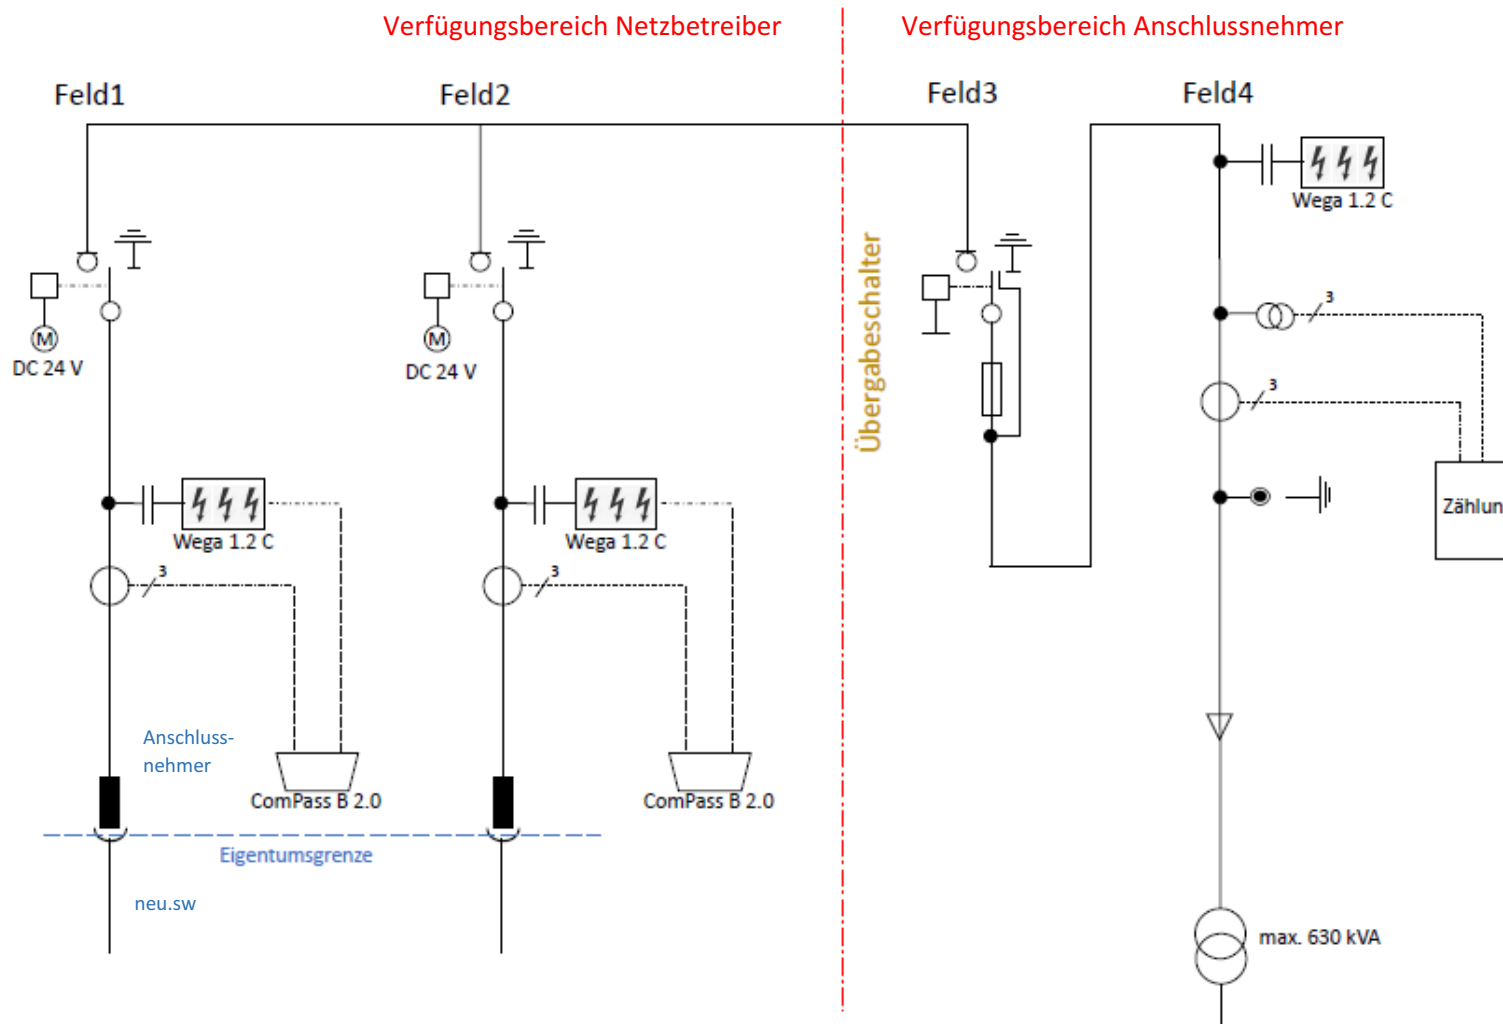 Verfügungsbereich Netzbetreiber
Verfügungsbereich Anschlussnehmer
Feld1
Feld2
Feld3
Feld4
Wega 1.2 C
Übergabeschalter
M
DC 24 V
M
DC 24 V
3
3
Zählun
Wega 1.2 C
Wega 1.2 C
3
3
Anschluss-
nehmer
ComPass B 2.0
ComPass B 2.0
Eigentumsgrenze
neu.sw
max. 630 kVA